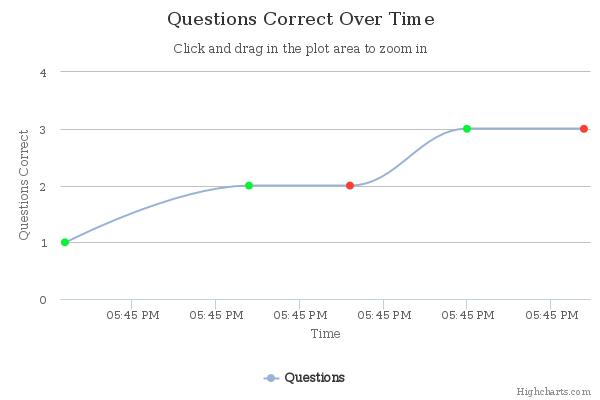 Questions Correct Over Time
Click and drag in the plot area to zoom in
Questions Correct
4
3
2
1
0
05:45 PM 05:45 PM 05:45 PM 05:45 PM 05:45 PM 05:45 PM
Time
Questions
Highcharts.com